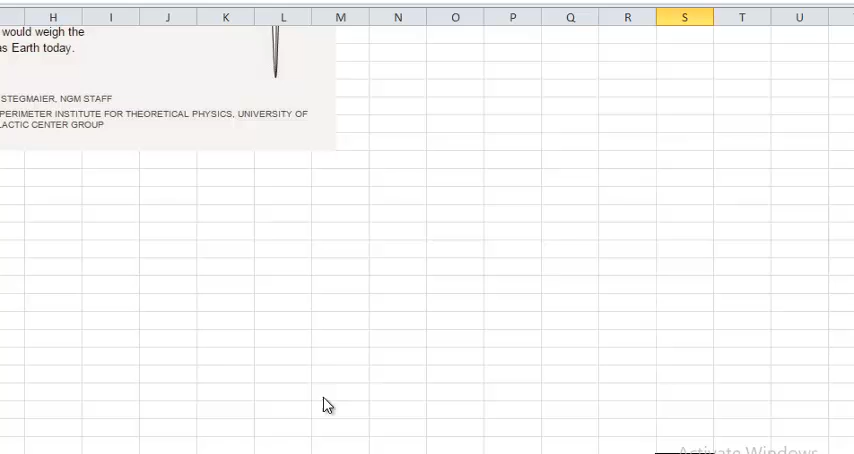 H I J K L M N O P Q R S T U
would weigh the
as Earth today.
STEGMAIER, NGM STAFF
PERIMETER INSTITUTE FOR THEORETICAL PHYSICS, UNIVERSITY OF
LACTIC CENTER GROUP
Activate Windows